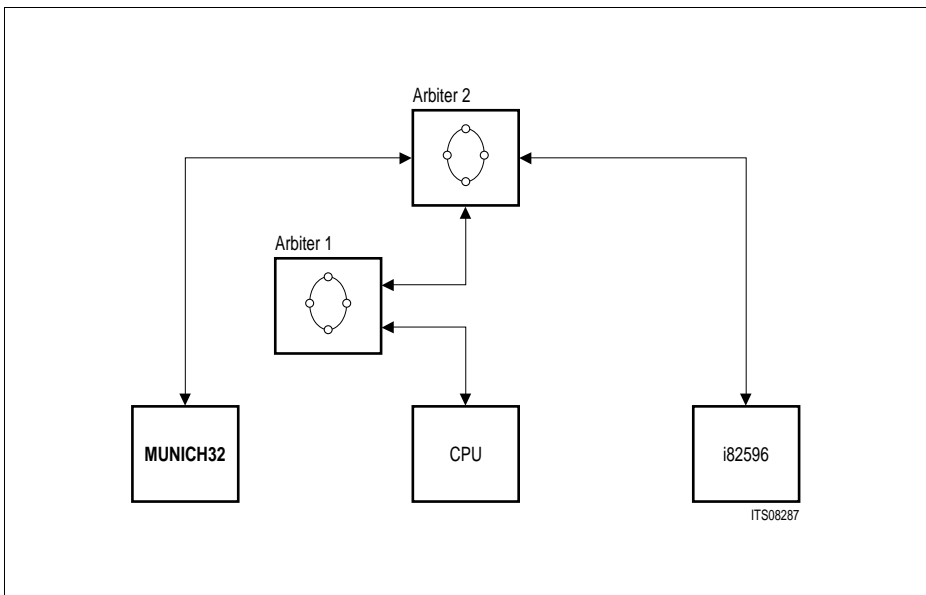 Arbiter 2
Arbiter 1
MUNICH32
CPU
i82596
ITS08287